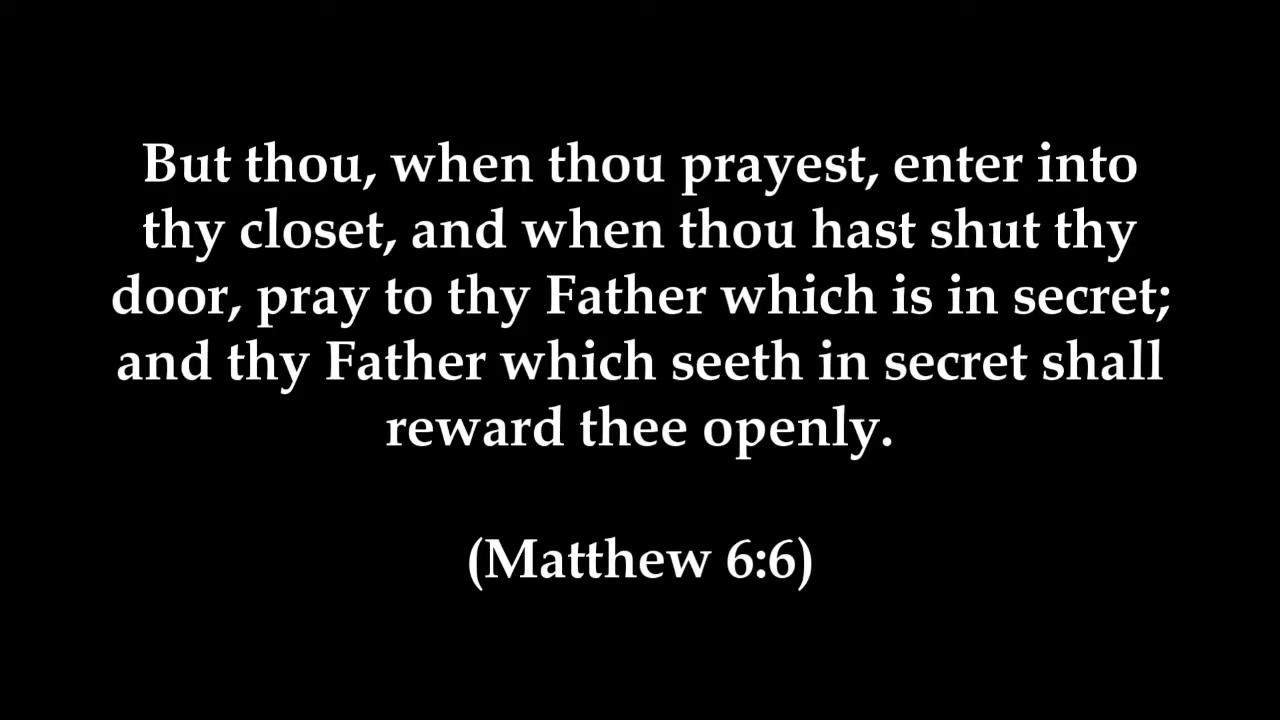 But thou, when thou prayest, enter into
thy closet, and when thou hast shut thy
door, pray to thy Father which is in secret;
and thy Father which seeth in secret shall
reward thee openly.
(Matthew 6:6)